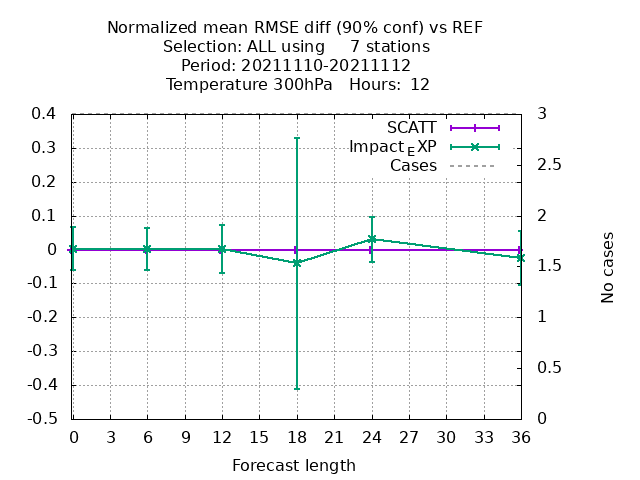 Normalized mean RMSE diff (90% conf) vs REF
Selection: ALL using 7 stations
Period: 20211110-20211112
Temperature 300hPa Hours: 12
SCATT
Impact_EXP
Cases
0.4
0.3
0.2
0.1
0
-0.1
-0.2
-0.3
-0.4
-0.5
3
2.5
2
1.5
1
0.5
0
No cases
0 3 6 9 12 15 18 21 24 27 30 33 36
Forecast length